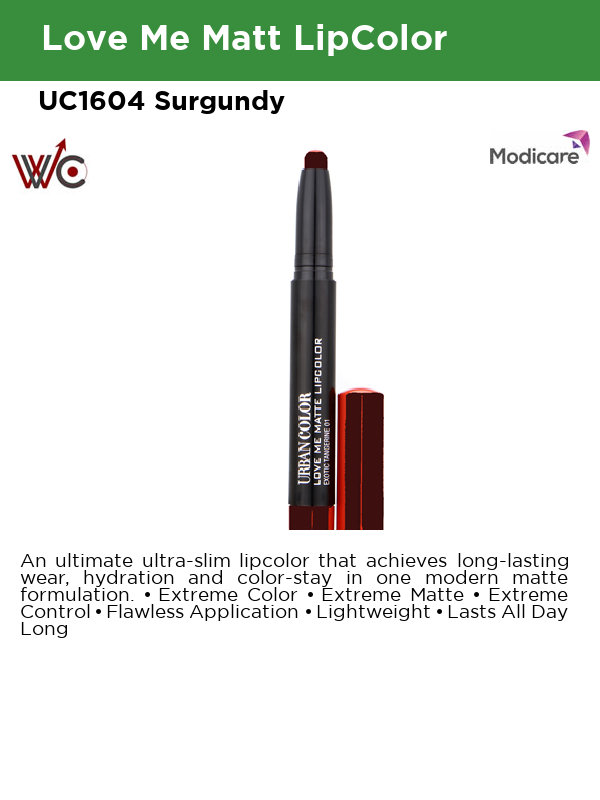 Love Me Matt LipColor
UC1604 Surgundy
WC
Modicare
URBAN COLOR
LOVE ME MATTE LIPCOLOR
EXOTIC TANGERINE 01
An ultimate ultra-slim lipcolor that achieves long-lasting
wear, hydration and color-stay in one modern matte
formulation. • Extreme Color • Extreme Matte • Extreme
Control • Flawless Application • Lightweight • Lasts All Day
Long